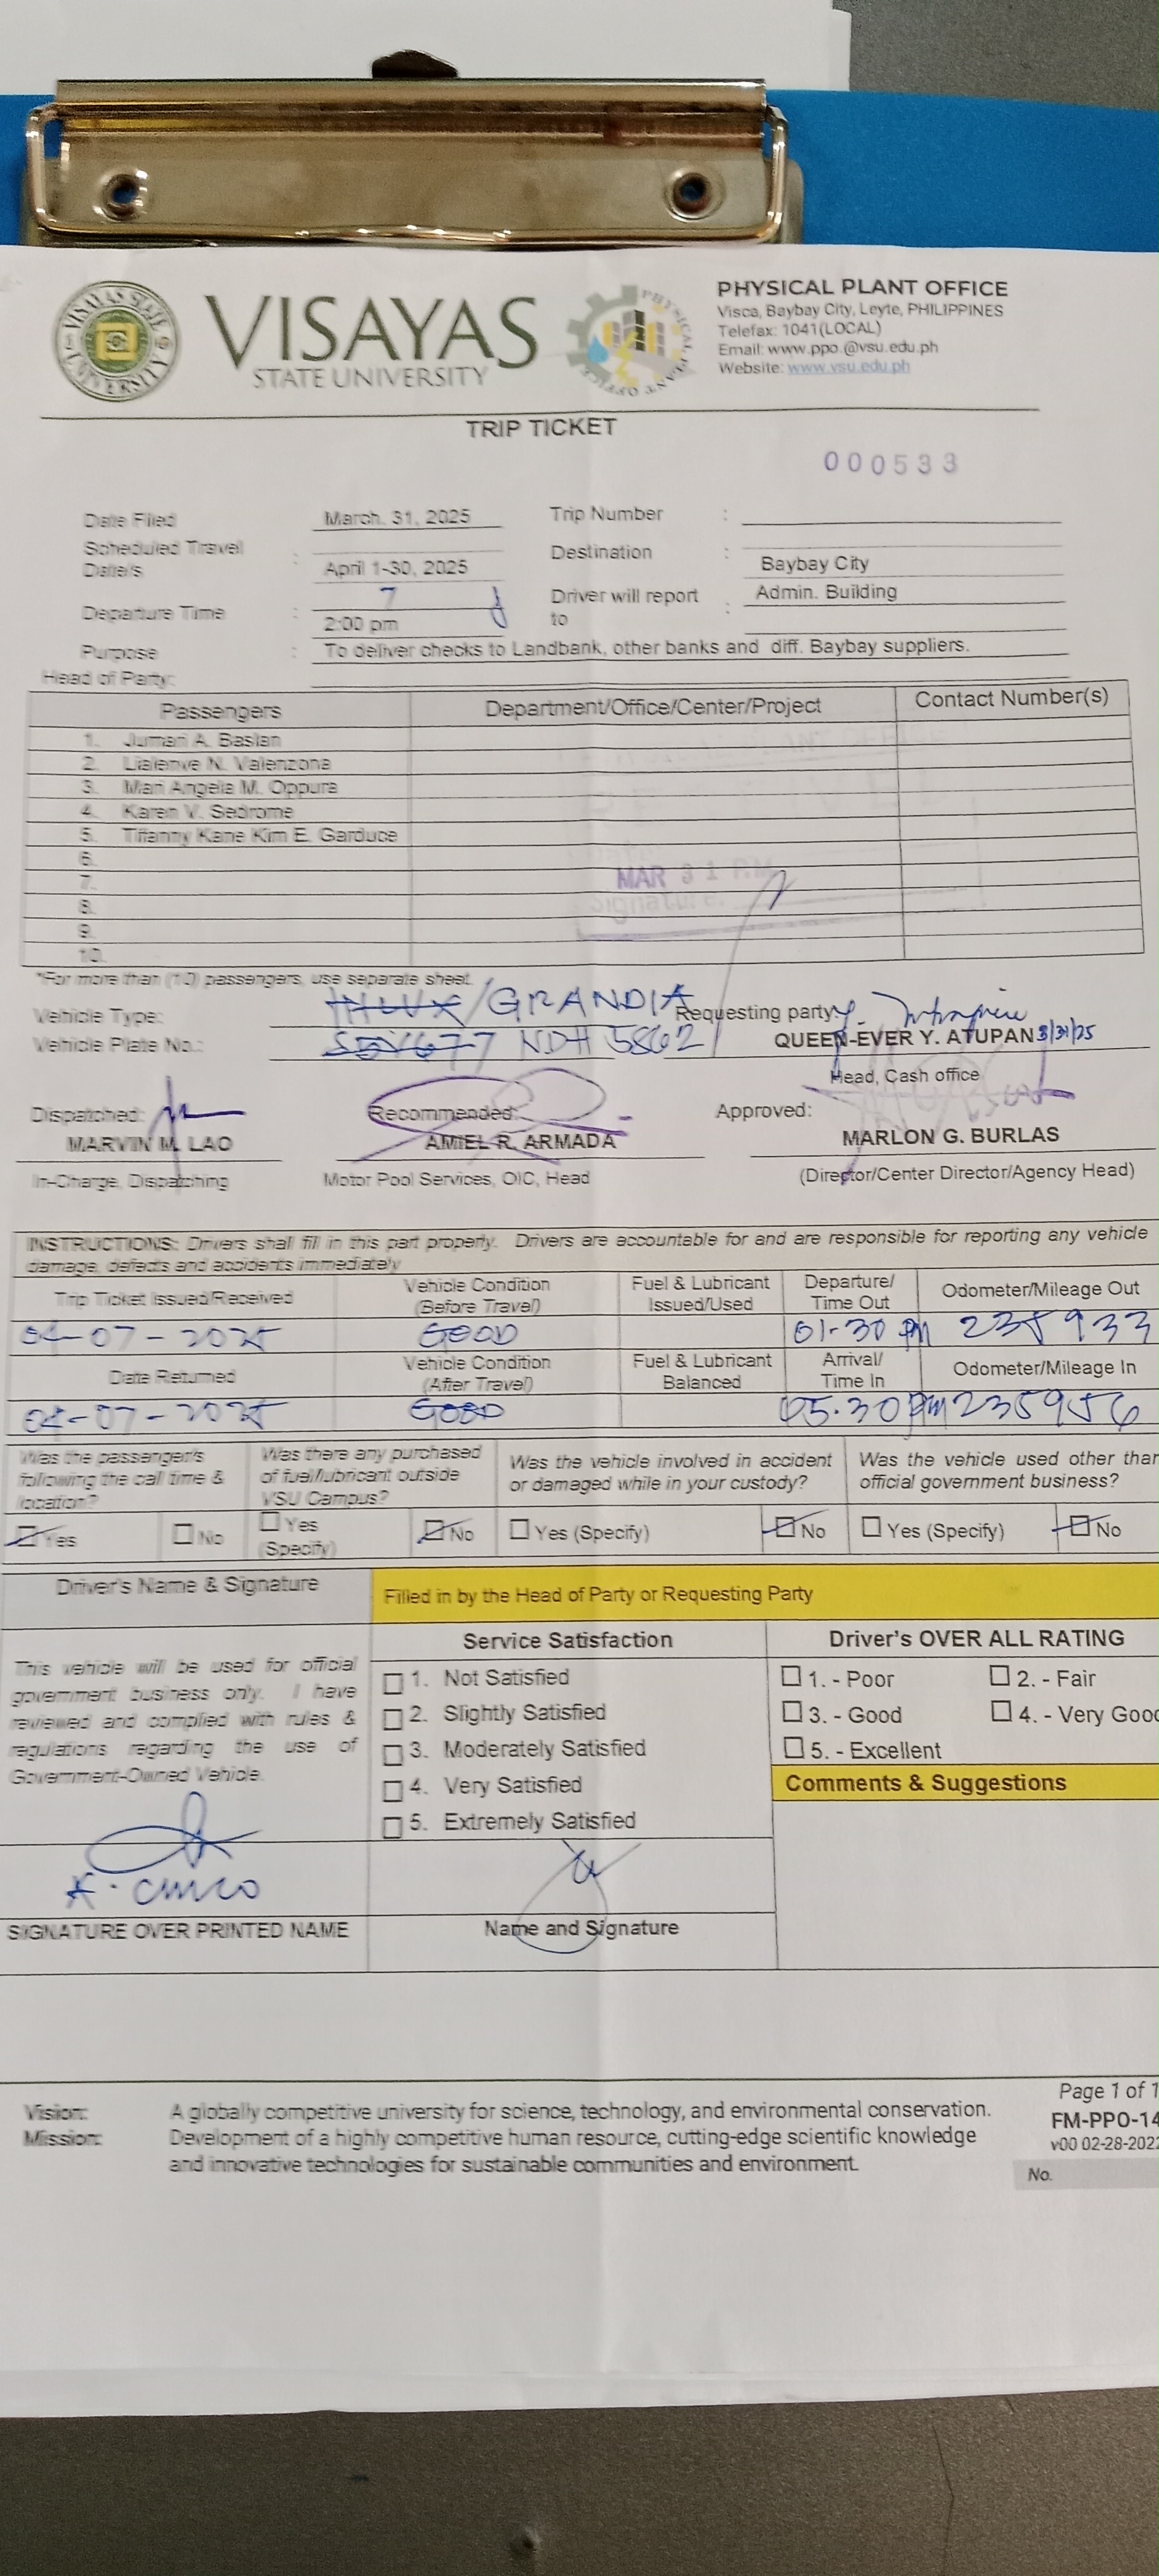 VISAYAS
STATE UNIVERSITY
PHYSICAL PLANT OFFICE
Visca, Baybay City, Leyte, PHILIPPINES
Telefax: 1041(LOCAL)
Email: www.ppo.@vsu.edu.ph
Website: www.vsu.edu.ph
TRIP TICKET
000533
Date Filed March. 31, 2025 Trip Number :
Scheduled Travel Date/s : April 1-30, 2025 Destination : Baybay City
7
Departure Time : 2:00 pm Driver will report to : Admin. Building
Purpose : To deliver checks to Landbank, other banks and diff. Baybay suppliers.
Head of Party:
Passengers Department/Office/Center/Project Contact Number(s)
1. Jumari A. Baslan
2. Lialenve N. Valenzona
3. Mari Angela M. Oppura
4. Karen V. Sedrome
5. Tiffanny Kane Kim E. Garduce
6.
7.
8.
9.
10.
MAR 31 P.M
Signature:
*For more than (10) passengers, use separate sheet.
Vehicle Type: HILUX/GRANDIA Requesting party:
Vehicle Plate No.: NDH 5862 QUEEN-EVER Y. ATUPAN 3/31/25
Head, Cash office
Dispatched: Recommended: Approved:
MARVIN M. LAO AMIEL R. ARMADA MARLON G. BURLAS
In-Charge, Dispatching Motor Pool Services, OIC, Head (Director/Center Director/Agency Head)
INSTRUCTIONS: Drivers shall fill in this part properly. Drivers are accountable for and are responsible for reporting any vehicle
damage, defects and accidents immediately
Trip Ticket Issued/Received Vehicle Condition (Before Travel) Fuel & Lubricant Issued/Used Departure/ Time Out Odometer/Mileage Out
04-07-2025 GOOD 01-30 PM 235933
Date Returned Vehicle Condition (After Travel) Fuel & Lubricant Balanced Arrival/ Time In Odometer/Mileage In
04-07-2025 GOOD 05.30 PM 235956
Was the passenger's following the call time & location? Was there any purchased of fuel/lubricant outside VSU Campus? Was the vehicle involved in accident or damaged while in your custody? Was the vehicle used other than official government business?
Yes No Yes (Specify) No Yes (Specify) No Yes (Specify) No
Driver's Name & Signature Filled in by the Head of Party or Requesting Party
Service Satisfaction Driver's OVER ALL RATING
This vehicle will be used for official
government business only. I have
reviewed and complied with rules &
regulations regarding the use of
Government-Owned Vehicle.
1. Not Satisfied
2. Slightly Satisfied
3. Moderately Satisfied
4. Very Satisfied
5. Extremely Satisfied
1. - Poor 2. - Fair
3. - Good 4. - Very Good
5. - Excellent
Comments & Suggestions
SIGNATURE OVER PRINTED NAME Name and Signature
Page 1 of 1
Vision: A globally competitive university for science, technology, and environmental conservation.
Mission: Development of a highly competitive human resource, cutting-edge scientific knowledge
and innovative technologies for sustainable communities and environment.
FM-PPO-14
v00 02-28-2022
No.